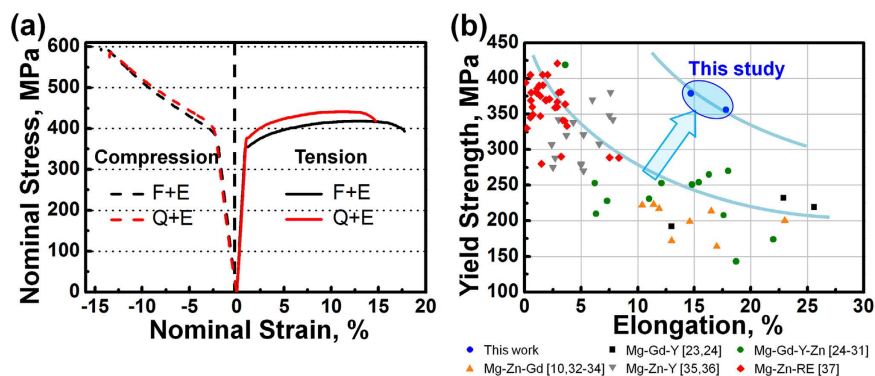 (a)
Nominal Stress, MPa
600
500
400
300
200
100
0
Compression
F+E
Q+E
Tension
F+E
Q+E
-15 -10 -5 0 5 10 15 20
Nominal Strain, %
(b)
Yield Strength, MPa
450
400
350
300
250
200
150
100
This study
0 5 10 15 20 25 30
Elongation, %
This work
Mg-Gd-Y [23,24]
Mg-Gd-Y-Zn [24-31]
Mg-Zn-Gd [10,32-34]
Mg-Zn-Y [35,36]
Mg-Zn-RE [37]